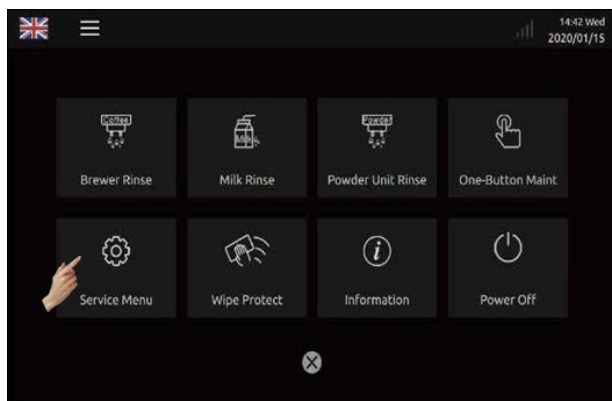 14:42 Wed
2020/01/15
Coffee
Milk
Powder
Brewer Rinse
Milk Rinse
Powder Unit Rinse
One-Button Maint
Service Menu
Wipe Protect
Information
Power Off